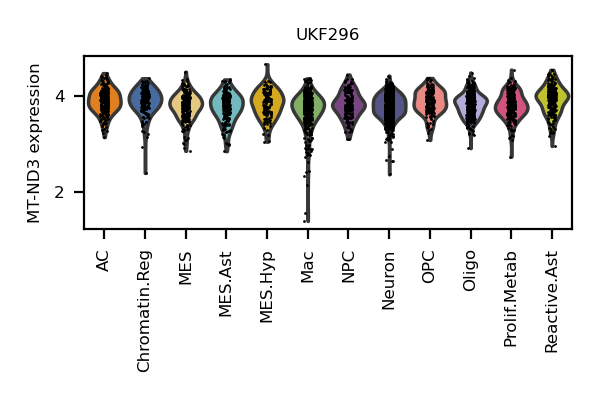 UKF296
MT-ND3 expression
4
2
AC
Chromatin.Reg
MES
MES.Ast
MES.Hyp
Mac
NPC
Neuron
OPC
Oligo
Prolif.Metab
Reactive.Ast